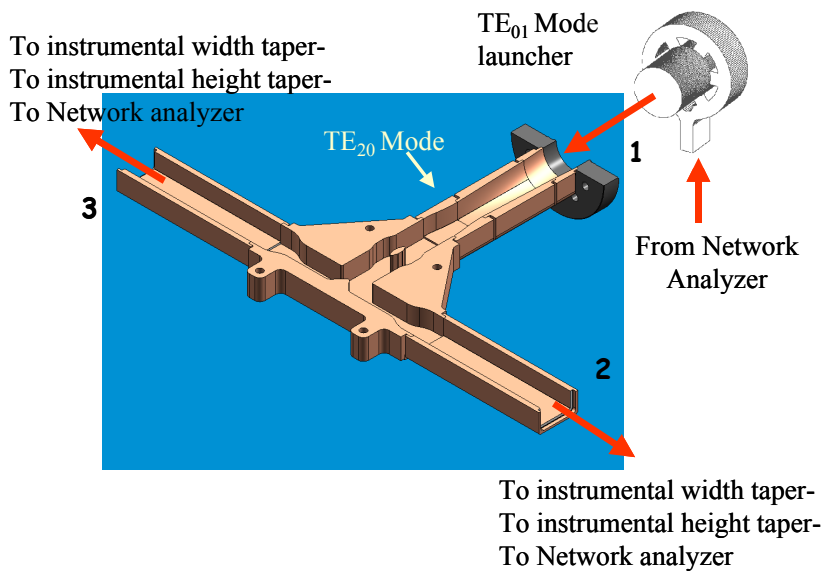 TE01 Mode
launcher
To instrumental width taper-
To instrumental height taper-
To Network analyzer
TE20 Mode
1
3
From Network
Analyzer
2
To instrumental width taper-
To instrumental height taper-
To Network analyzer